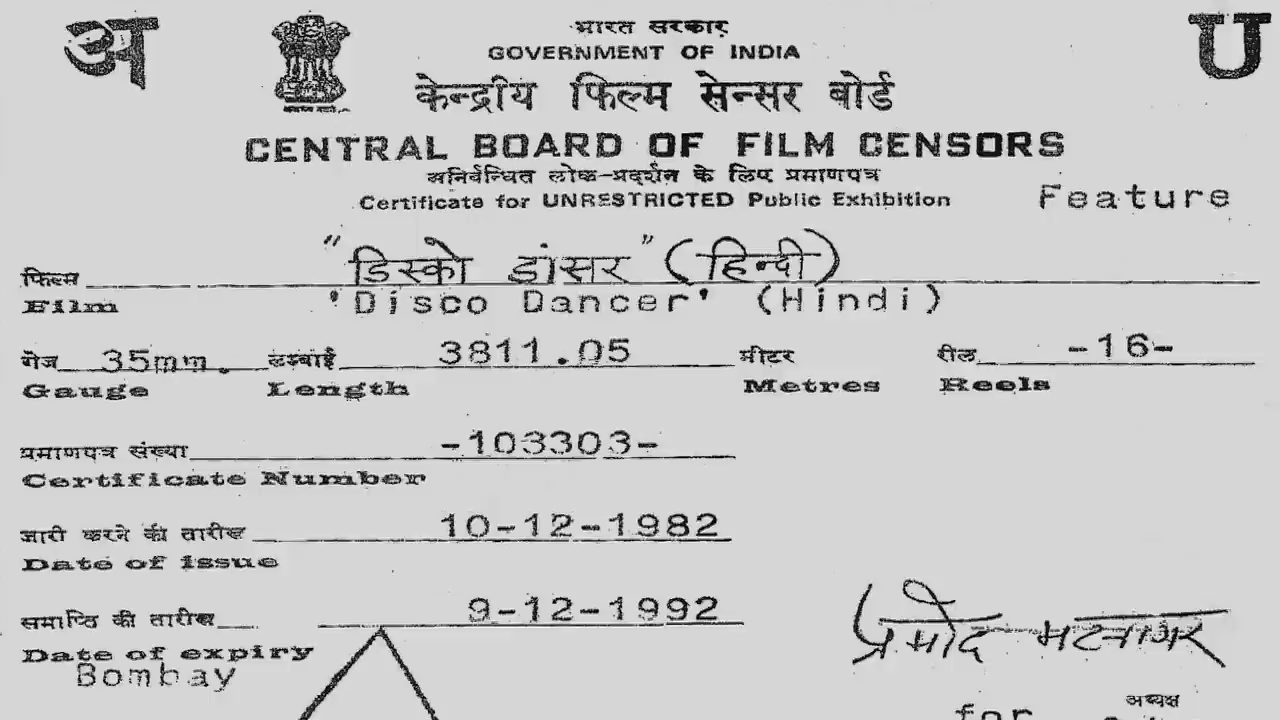 अ
U
भारत सरकार
GOVERNMENT OF INDIA
केन्द्रीय फिल्म सेन्सर बोर्ड
CENTRAL BOARD OF FILM CENSORS
अनिर्बन्धित लोक-प्रदर्शन के लिए प्रमाणपत्र
Certificate for UNRESTRICTED Public Exhibition
Feature
फिल्म "डिस्को डांसर" (हिन्दी)
Film 'Disco Dancer' (Hindi)
गेज 35mm. लम्बाई 3811.05 मीटर रील -16-
Gauge Length Metres Reels
प्रमाणपत्र संख्या -103303-
Certificate Number
जारी करने की तारीख 10-12-1982
Date of issue
समाप्ति की तारीख 9-12-1992
Date of expiry
Bombay
प्रमोद भटनागर
अध्यक्ष
for